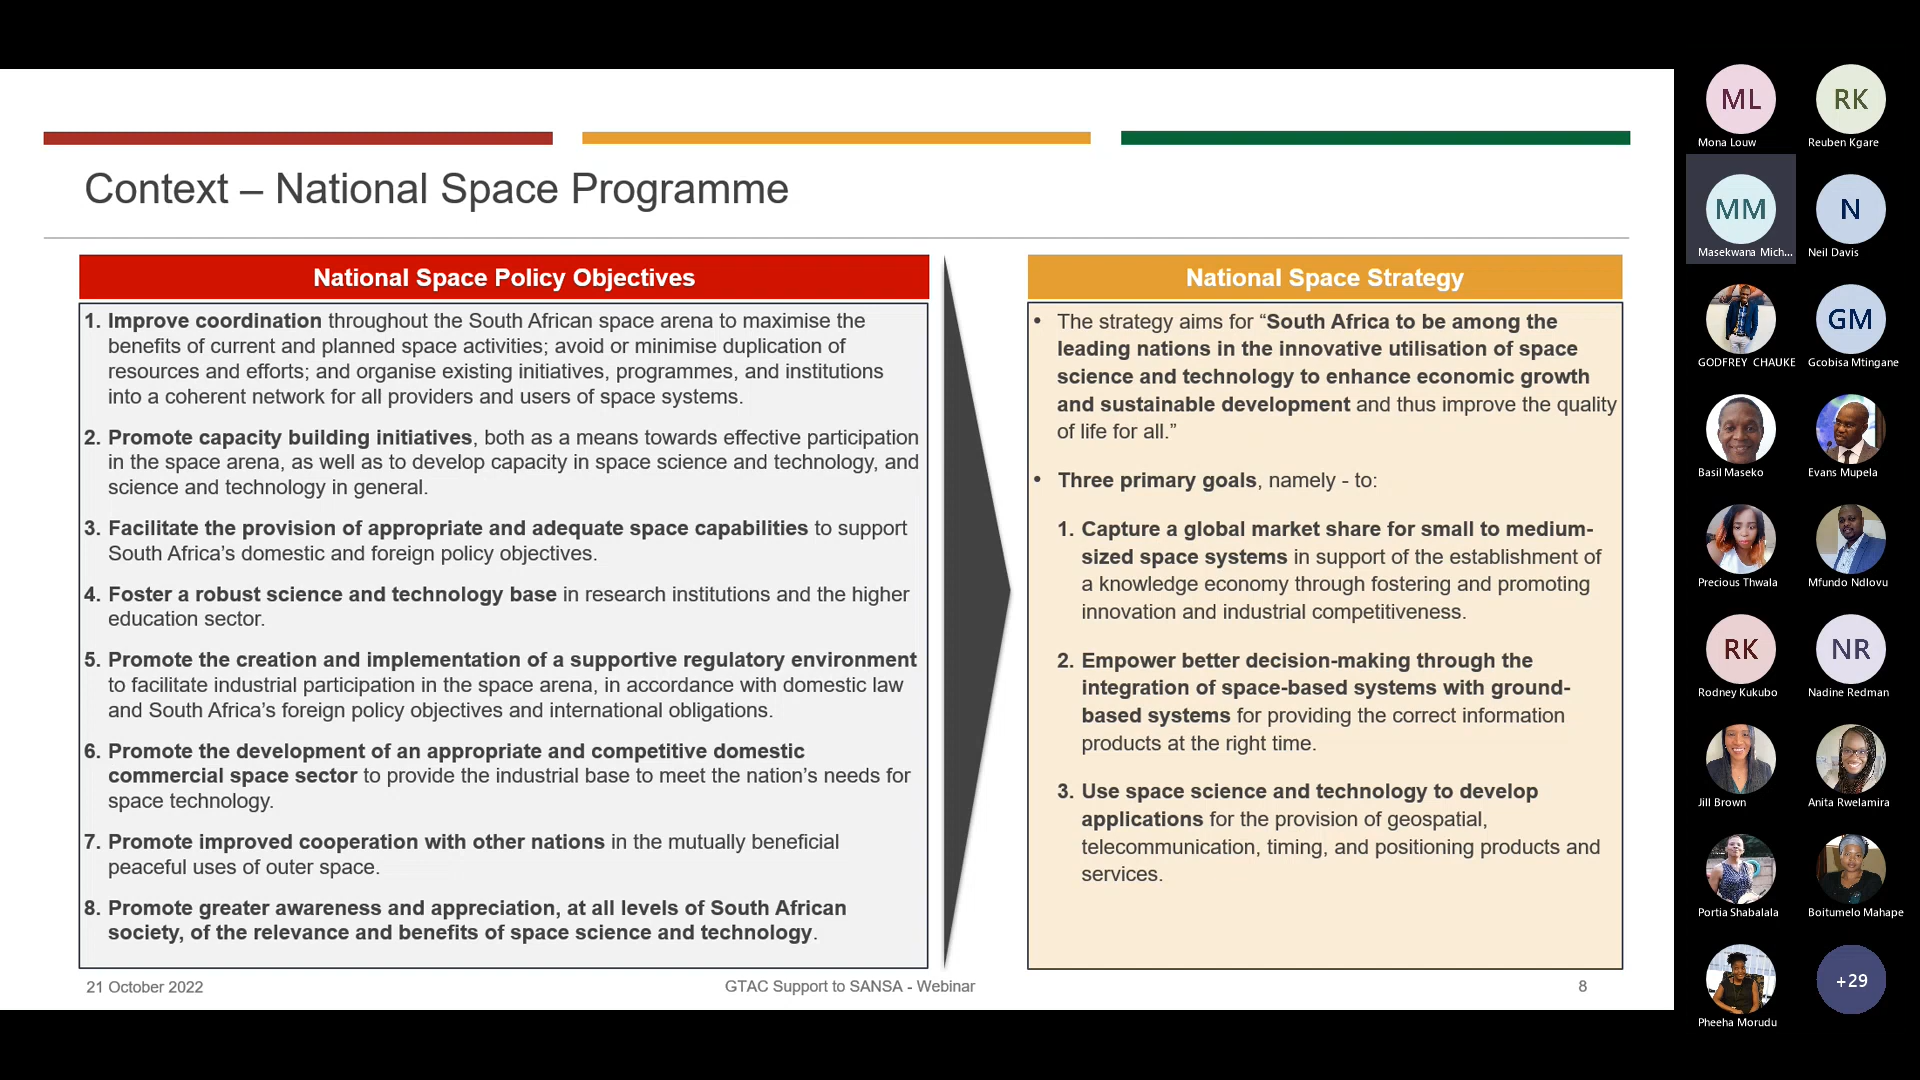 Context – National Space Programme
National Space Policy Objectives
1. Improve coordination throughout the South African space arena to maximise the
benefits of current and planned space activities; avoid or minimise duplication of
resources and efforts; and organise existing initiatives, programmes, and institutions
into a coherent network for all providers and users of space systems.
2. Promote capacity building initiatives, both as a means towards effective participation
in the space arena, as well as to develop capacity in space science and technology, and
science and technology in general.
3. Facilitate the provision of appropriate and adequate space capabilities to support
South Africa’s domestic and foreign policy objectives.
4. Foster a robust science and technology base in research institutions and the higher
education sector.
5. Promote the creation and implementation of a supportive regulatory environment
to facilitate industrial participation in the space arena, in accordance with domestic law
and South Africa’s foreign policy objectives and international obligations.
6. Promote the development of an appropriate and competitive domestic
commercial space sector to provide the industrial base to meet the nation’s needs for
space technology.
7. Promote improved cooperation with other nations in the mutually beneficial
peaceful uses of outer space.
8. Promote greater awareness and appreciation, at all levels of South African
society, of the relevance and benefits of space science and technology.
National Space Strategy
• The strategy aims for “South Africa to be among the
leading nations in the innovative utilisation of space
science and technology to enhance economic growth
and sustainable development and thus improve the quality
of life for all.”
• Three primary goals, namely - to:
1. Capture a global market share for small to medium-
sized space systems in support of the establishment of
a knowledge economy through fostering and promoting
innovation and industrial competitiveness.
2. Empower better decision-making through the
integration of space-based systems with ground-
based systems for providing the correct information
products at the right time.
3. Use space science and technology to develop
applications for the provision of geospatial,
telecommunication, timing, and positioning products and
services.
21 October 2022
GTAC Support to SANSA - Webinar
8
ML
Mona Louw
RK
Reuben Kgare
MM
Masekwana Mich...
N
Neil Davis
GODFREY CHAUKE
GM
Gcobisa Mtingane
Basil Maseko
Evans Mupela
Precious Thwala
Mfundo Ndlovu
RK
Rodney Kukubo
NR
Nadine Redman
Jill Brown
Anita Rwelamira
Portia Shabalala
Boitumelo Mahape
Pheeha Morudu
+29